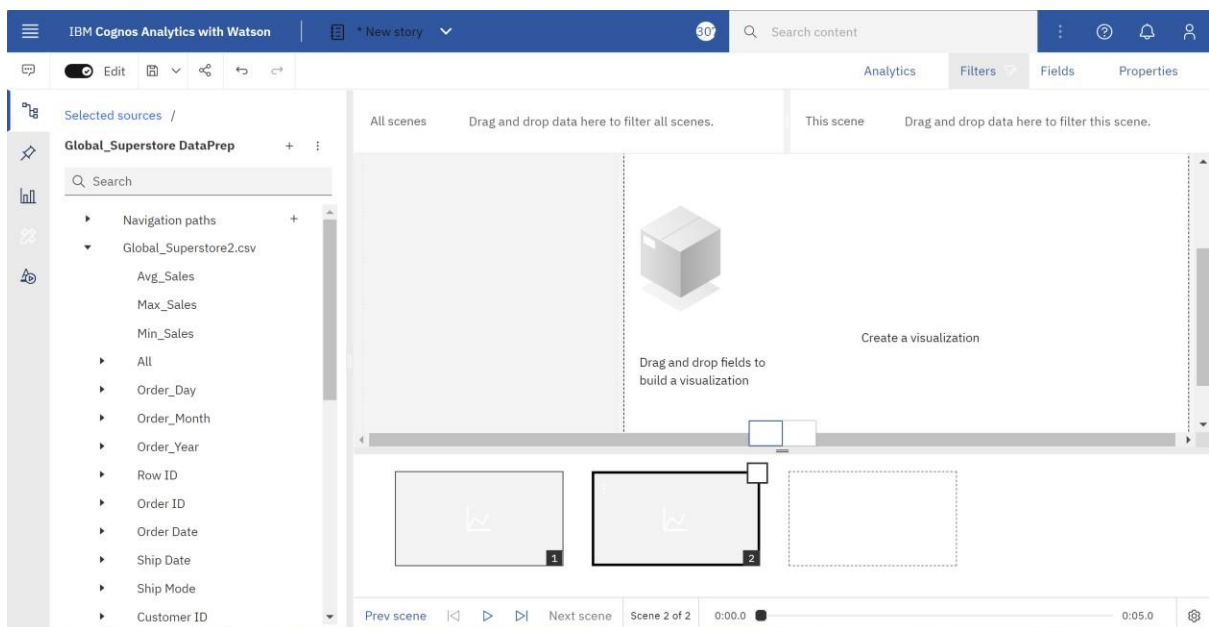 IBM Cognos Analytics with Watson
* New story
Search content
Edit
Analytics
Filters
Fields
Properties
Selected sources /
Global_Superstore DataPrep
Search
Navigation paths
Global_Superstore2.csv
Avg_Sales
Max_Sales
Min_Sales
All
Order_Day
Order_Month
Order_Year
Row ID
Order ID
Order Date
Ship Date
Ship Mode
Customer ID
All scenes
Drag and drop data here to filter all scenes.
This scene
Drag and drop data here to filter this scene.
Drag and drop fields to
build a visualization
Create a visualization
1
2
Prev scene
Next scene
Scene 2 of 2
0:00.0
0:05.0